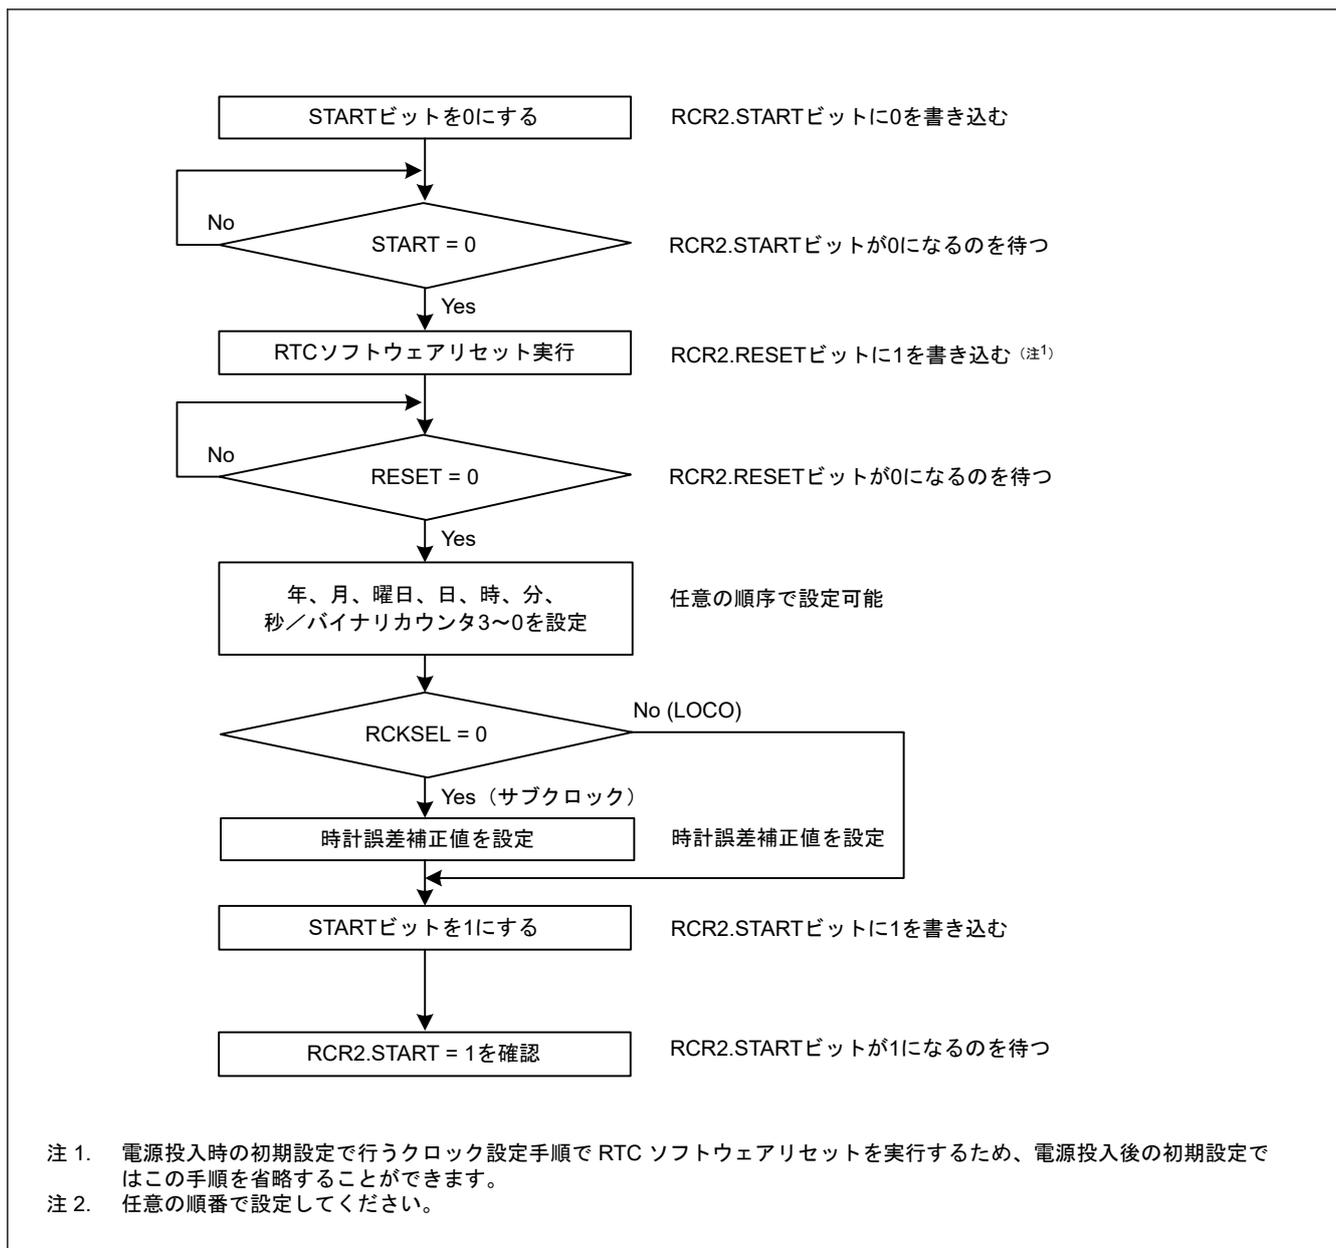 STARTビットを0にする
RCR2.STARTビットに0を書き込む
No
START = 0
RCR2.STARTビットが0になるのを待つ
Yes
RTCソフトウェアリセット実行
RCR2.RESETビットに1を書き込む（注1）
No
RESET = 0
RCR2.RESETビットが0になるのを待つ
Yes
年、月、曜日、日、時、分、
秒／バイナリカウンタ3〜0を設定
任意の順序で設定可能
No (LOCO)
RCKSEL = 0
Yes（サブクロック）
時計誤差補正値を設定
時計誤差補正値を設定
STARTビットを1にする
RCR2.STARTビットに1を書き込む
RCR2.START = 1を確認
RCR2.STARTビットが1になるのを待つ
注 1. 電源投入時の初期設定で行うクロック設定手順で RTC ソフトウェアリセットを実行するため、電源投入後の初期設定で
はこの手順を省略することができます。
注 2. 任意の順番で設定してください。